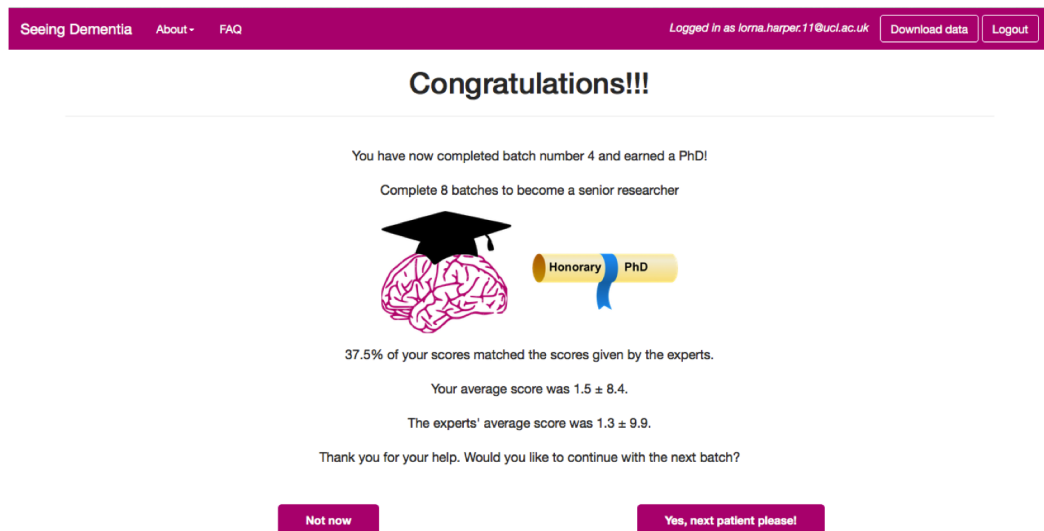 Seeing Dementia About FAQ Logged in as lorna.harper.11@ucl.ac.uk Download data Logout
Congratulations!!!
You have now completed batch number 4 and earned a PhD!
Complete 8 batches to become a senior researcher
Honorary PhD
37.5% of your scores matched the scores given by the experts.
Your average score was 1.5 ± 8.4.
The experts' average score was 1.3 ± 9.9.
Thank you for your help. Would you like to continue with the next batch?
Not now Yes, next patient please!